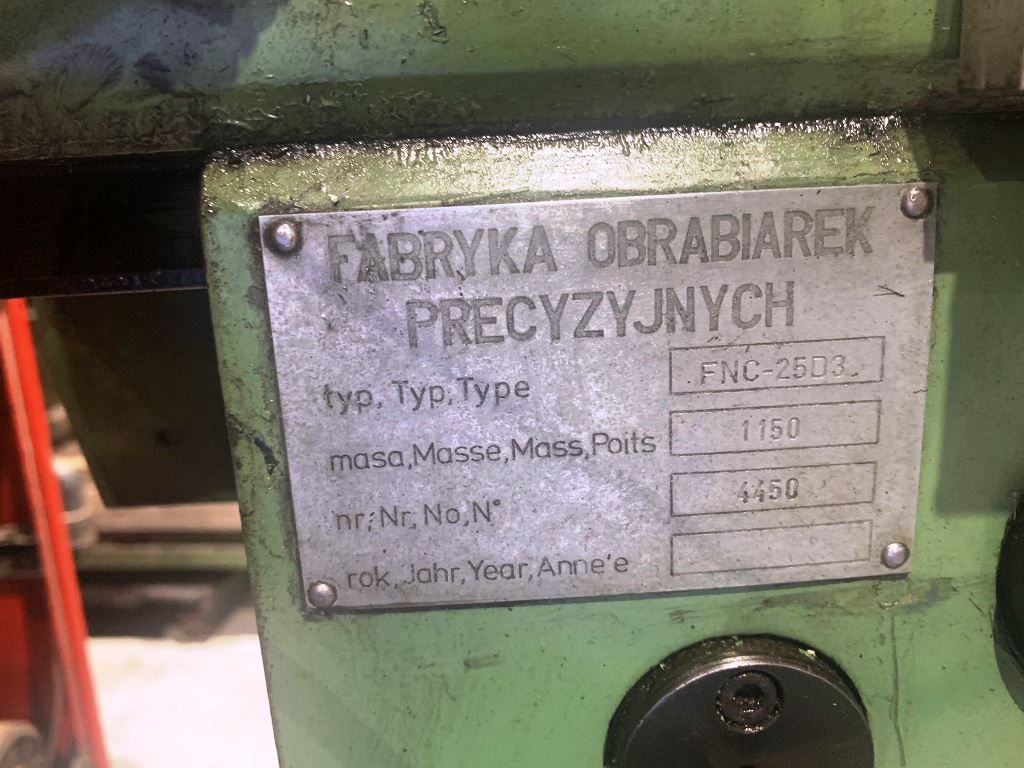 FABRYKA OBRABIAREK
PRECYZYJNYCH
typ, Typ, Type FNC-25D3
masa, Masse, Mass, Poits 1150
nr, Nr, No, N° 4450
rok, Jahr, Year, Anne'e